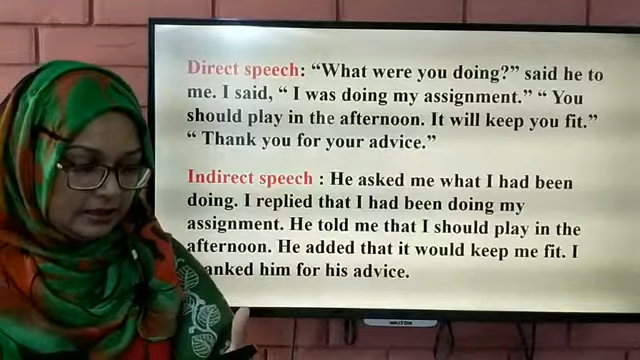 Direct speech: “What were you doing?” said he to
me. I said, “ I was doing my assignment.” “ You
should play in the afternoon. It will keep you fit.”
“ Thank you for your advice.”
Indirect speech : He asked me what I had been
doing. I replied that I had been doing my
assignment. He told me that I should play in the
afternoon. He added that it would keep me fit. I
anked him for his advice.
WALTON